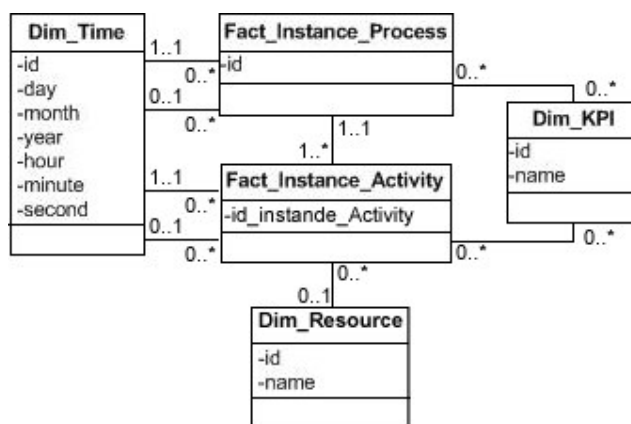 Dim_Time
-id
-day
-month
-year
-hour
-minute
-second
1..1
0..*
0..1
0..*
1..1
0..*
0..1
0..*
Fact_Instance_Process
-id
0..*
0..*
1..1
1..*
Dim_KPI
-id
-name
0..*
0..*
Fact_Instance_Activity
-id_instande_Activity
0..*
0..1
Dim_Resource
-id
-name